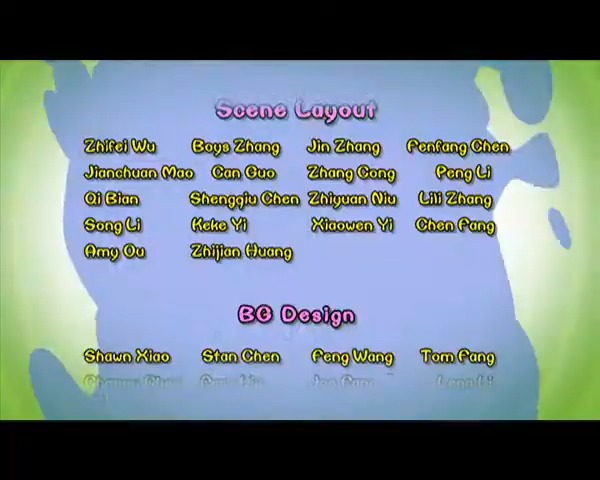 Scene Layout
Zhifei Wu Boys Zhang Jin Zhang Fenfang Chen
Jianchuan Mao Can Guo Zhang Cong Peng Li
Qi Bian Shengqiu Chen Zhiyuan Niu Lili Zhang
Song Li Keke Yi Xiaowen Yi Chen Fang
Amy Ou Zhijian Huang
BG Design
Shawn Xiao Stan Chen Feng Wang Tom Fang